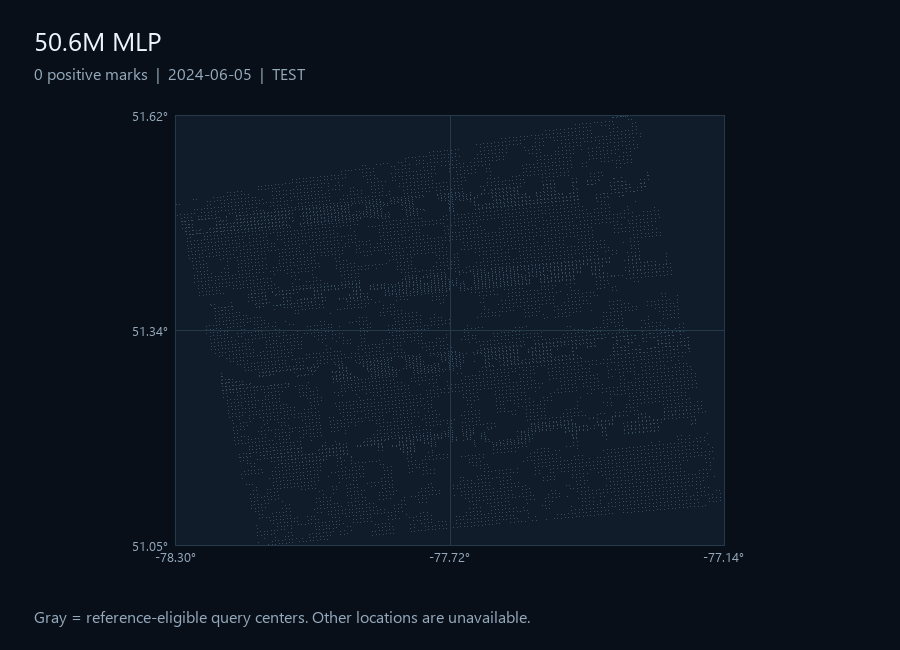 50.6M MLP
0 positive marks | 2024-06-05 | TEST
51.62°
51.34°
51.05°
-78.30°
-77.72°
-77.14°
Gray = reference-eligible query centers. Other locations are unavailable.